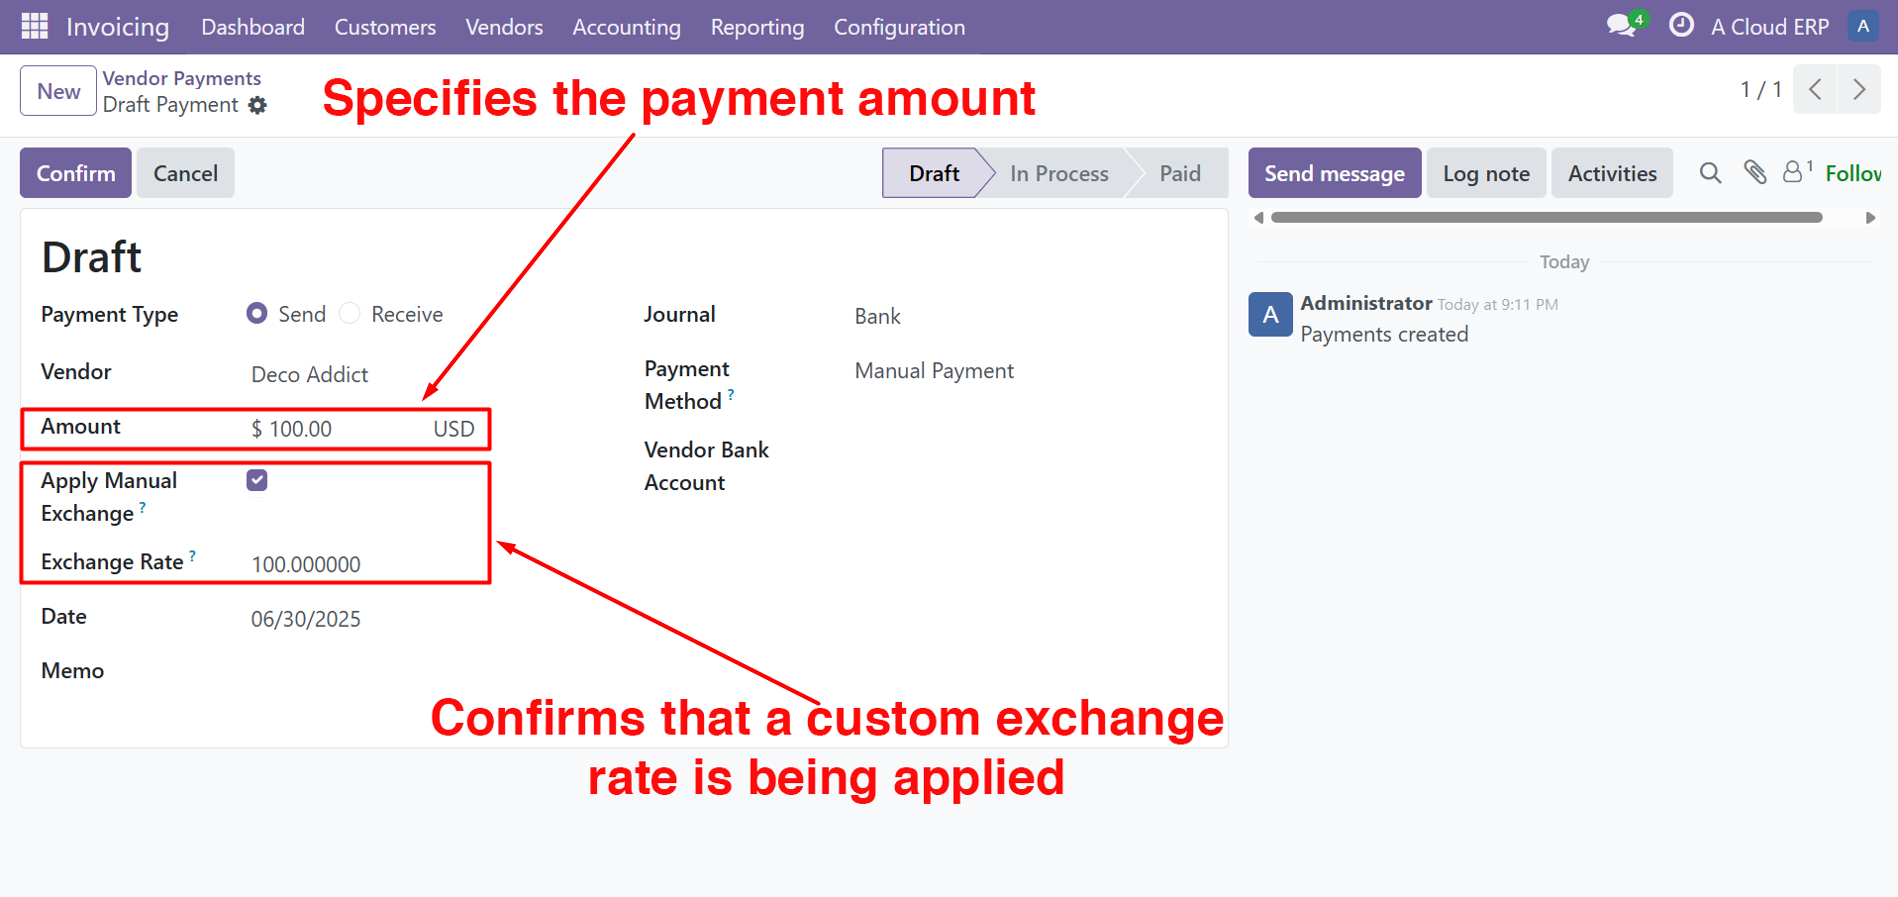 Invoicing Dashboard Customers Vendors Accounting Reporting Configuration 4 A Cloud ERP A
New Vendor Payments
Draft Payment
Specifies the payment amount
1 / 1
Confirm Cancel
Draft In Process Paid
Send message Log note Activities 1 Follow
Draft
Payment Type Send Receive
Vendor Deco Addict
Amount $ 100.00 USD
Apply Manual
Exchange ?
Exchange Rate ? 100.000000
Date 06/30/2025
Memo
Journal Bank
Payment Manual Payment
Method ?
Vendor Bank
Account
Confirms that a custom exchange
rate is being applied
Today
A Administrator Today at 9:11 PM
Payments created